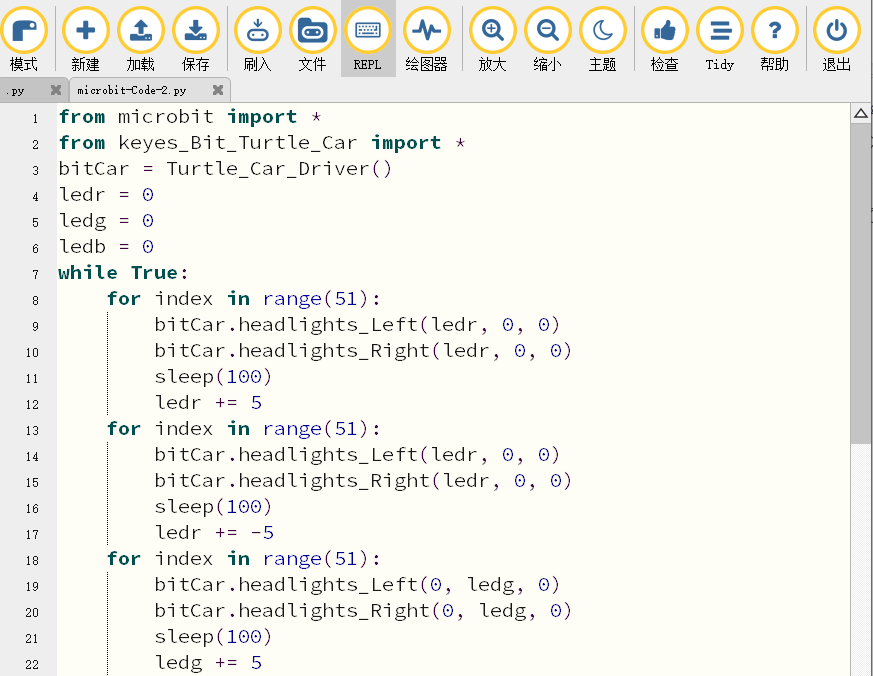 模式 新建 加载 保存 刷入 文件 REPL 绘图器 放大 缩小 主题 检查 Tidy 帮助 退出
.py microbit-Code-2.py
1 from microbit import *
2 from keyes_Bit_Turtle_Car import *
3 bitCar = Turtle_Car_Driver()
4 ledr = 0
5 ledg = 0
6 ledb = 0
7 while True:
8 for index in range(51):
9 bitCar.headlights_Left(ledr, 0, 0)
10 bitCar.headlights_Right(ledr, 0, 0)
11 sleep(100)
12 ledr += 5
13 for index in range(51):
14 bitCar.headlights_Left(ledr, 0, 0)
15 bitCar.headlights_Right(ledr, 0, 0)
16 sleep(100)
17 ledr += -5
18 for index in range(51):
19 bitCar.headlights_Left(0, ledg, 0)
20 bitCar.headlights_Right(0, ledg, 0)
21 sleep(100)
22 ledg += 5